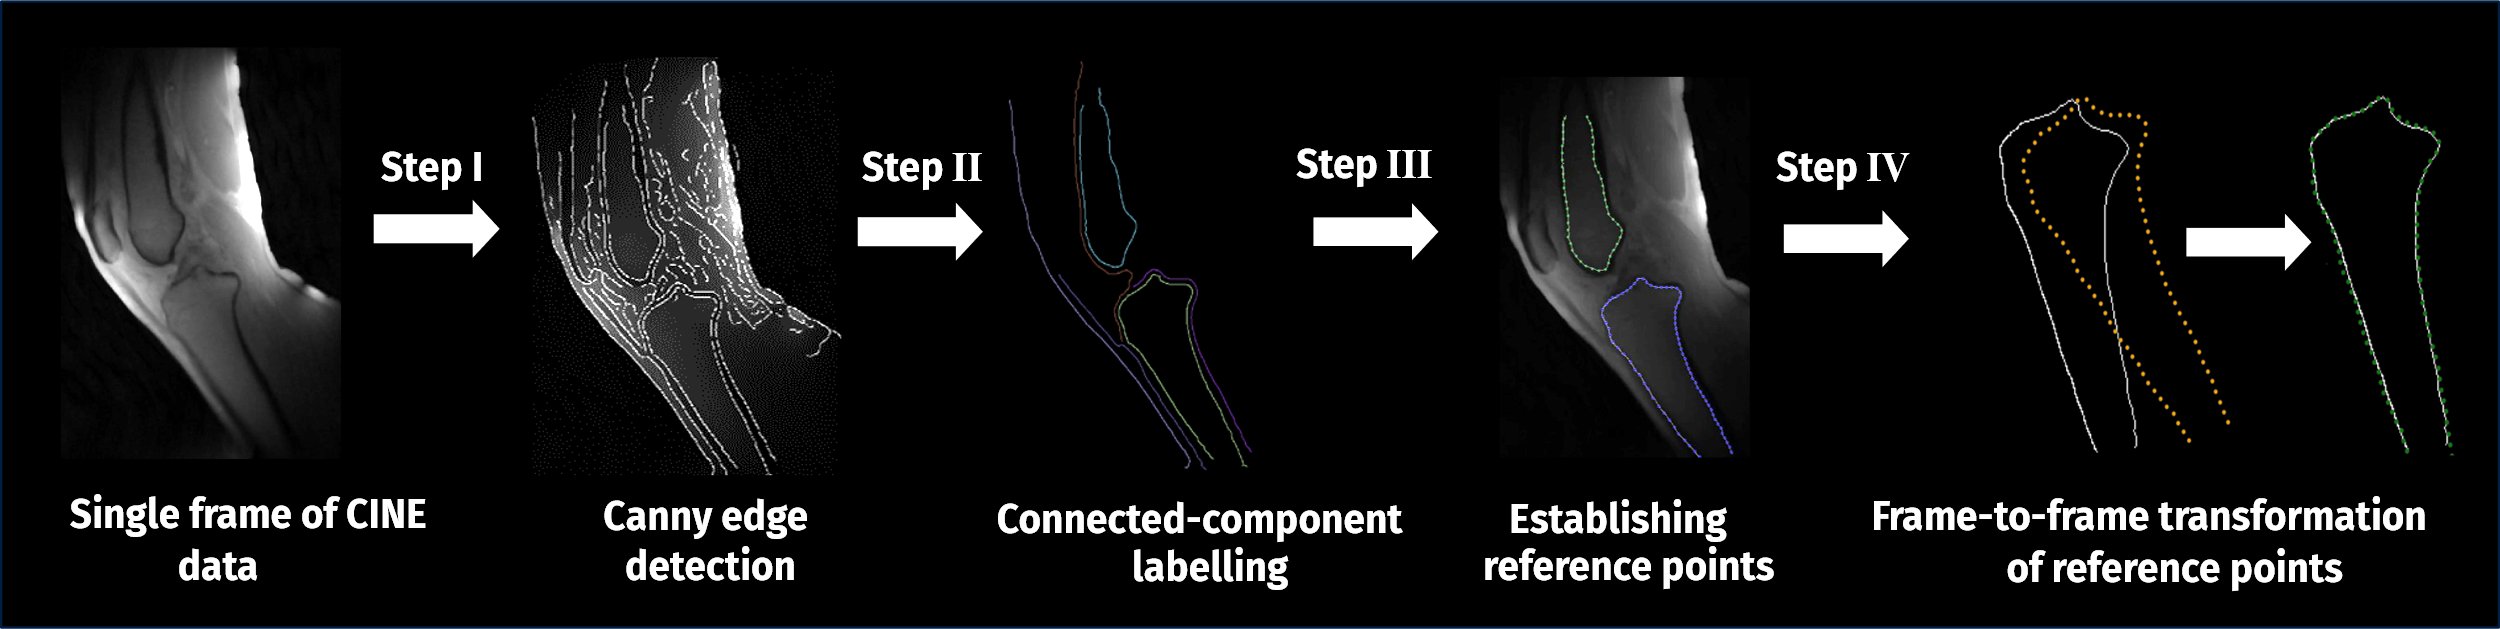 Step I
Step II
Step III
Step IV
Single frame of CINE
data
Canny edge
detection
Connected-component
labelling
Establishing
reference points
Frame-to-frame transformation
of reference points